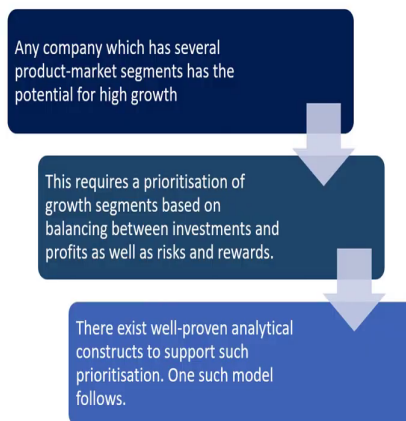 Any company which has several
product-market segments has the
potential for high growth
This requires a prioritisation of
growth segments based on
balancing between investments and
profits as well as risks and rewards.
There exist well-proven analytical
constructs to support such
prioritisation. One such model
follows.